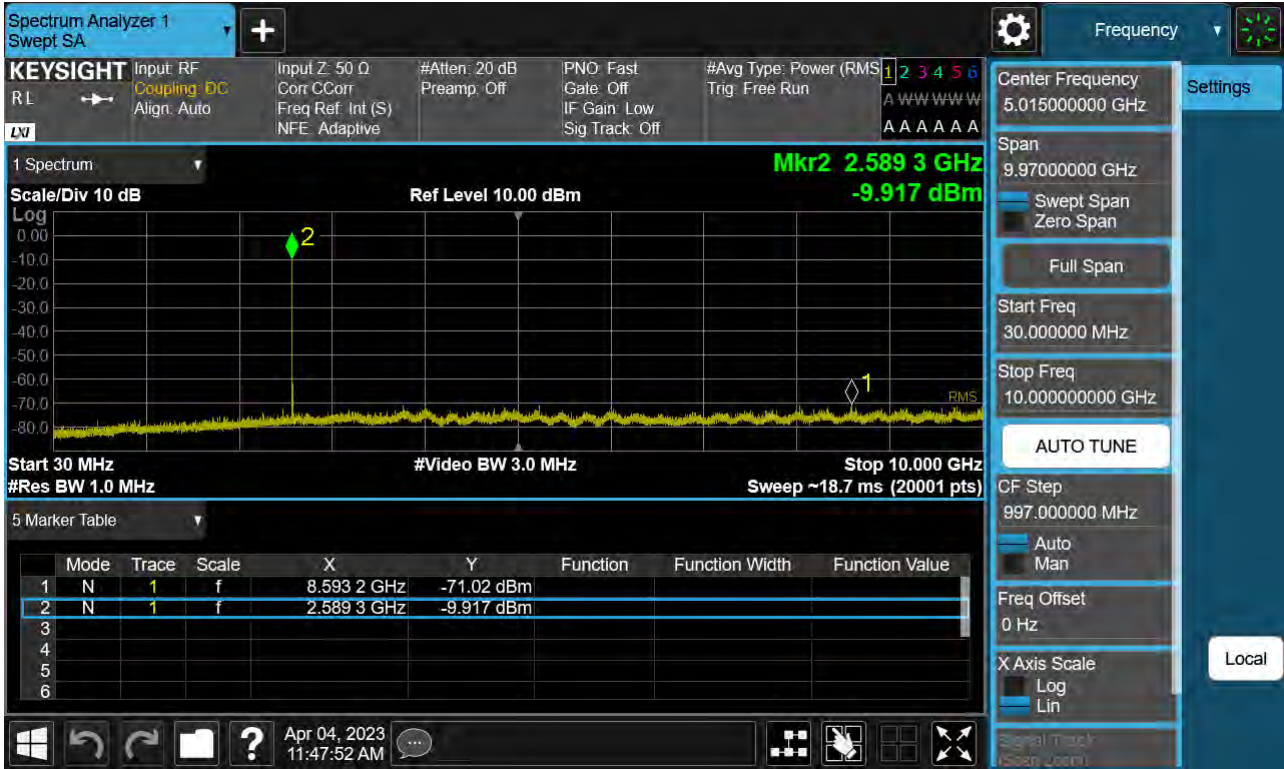 Spectrum Analyzer 1
Swept SA
+
Frequency
KEYSIGHT
RL
LXI
Input: RF
Coupling: DC
Align: Auto
Input Z: 50 Ω
Corr CCorr
Freq Ref: Int (S)
NFE: Adaptive
#Atten: 20 dB
Preamp: Off
PNO: Fast
Gate: Off
IF Gain: Low
Sig Track: Off
#Avg Type: Power (RMS
Trig: Free Run
1 2 3 4 5 6
A W W W W W
A A A A A A
1 Spectrum
Mkr2 2.589 3 GHz
-9.917 dBm
Scale/Div 10 dB
Ref Level 10.00 dBm
Log
0.00
2
-10.0
-20.0
-30.0
-40.0
-50.0
-60.0
1
-70.0
RMS
-80.0
Start 30 MHz
#Video BW 3.0 MHz
Stop 10.000 GHz
#Res BW 1.0 MHz
Sweep ~18.7 ms (20001 pts)
5 Marker Table
Mode Trace Scale X Y Function Function Width Function Value
1 N 1 f 8.593 2 GHz -71.02 dBm
2 N 1 f 2.589 3 GHz -9.917 dBm
3
4
5
6
?
Apr 04, 2023
11:47:52 AM
Center Frequency
5.015000000 GHz
Span
9.97000000 GHz
Swept Span
Zero Span
Full Span
Start Freq
30.000000 MHz
Stop Freq
10.000000000 GHz
AUTO TUNE
CF Step
997.000000 MHz
Auto
Man
Freq Offset
0 Hz
X Axis Scale
Log
Lin
Signal Track
(Span Zoom)
Settings
Local